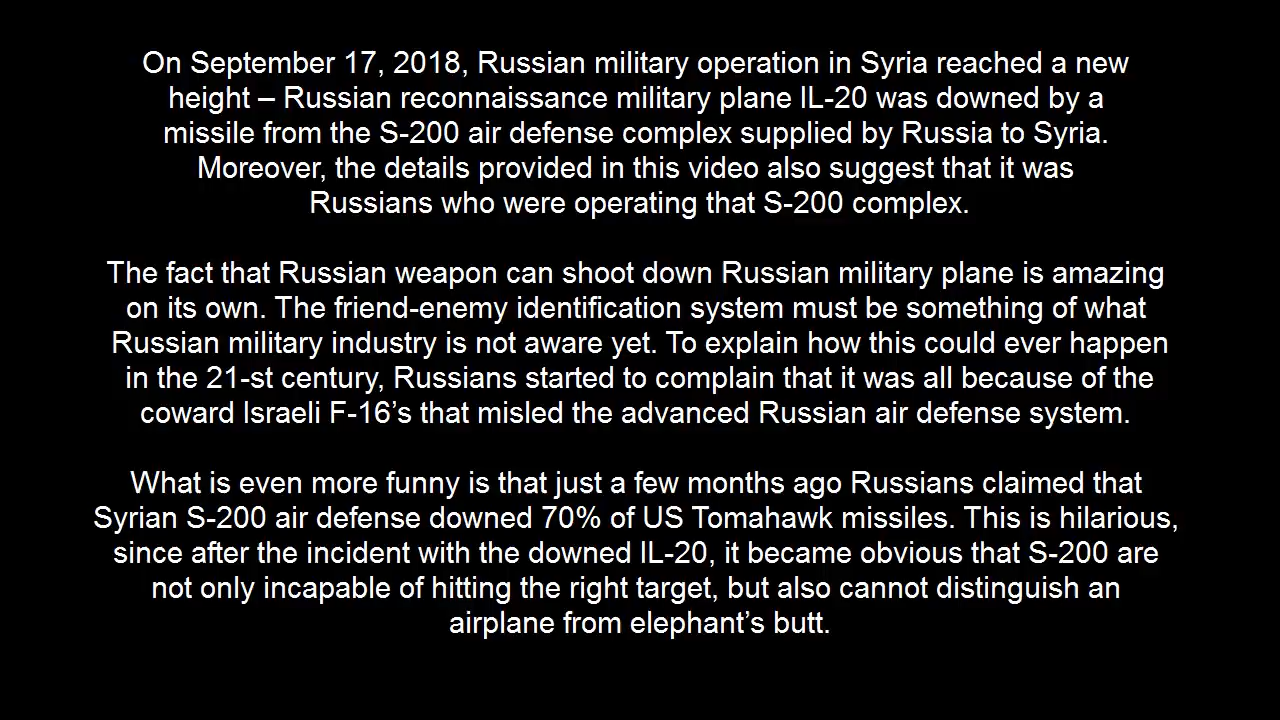 On September 17, 2018, Russian military operation in Syria reached a new
height – Russian reconnaissance military plane IL-20 was downed by a
missile from the S-200 air defense complex supplied by Russia to Syria.
Moreover, the details provided in this video also suggest that it was
Russians who were operating that S-200 complex.
The fact that Russian weapon can shoot down Russian military plane is amazing
on its own. The friend-enemy identification system must be something of what
Russian military industry is not aware yet. To explain how this could ever happen
in the 21-st century, Russians started to complain that it was all because of the
coward Israeli F-16’s that misled the advanced Russian air defense system.
What is even more funny is that just a few months ago Russians claimed that
Syrian S-200 air defense downed 70% of US Tomahawk missiles. This is hilarious,
since after the incident with the downed IL-20, it became obvious that S-200 are
not only incapable of hitting the right target, but also cannot distinguish an
airplane from elephant’s butt.